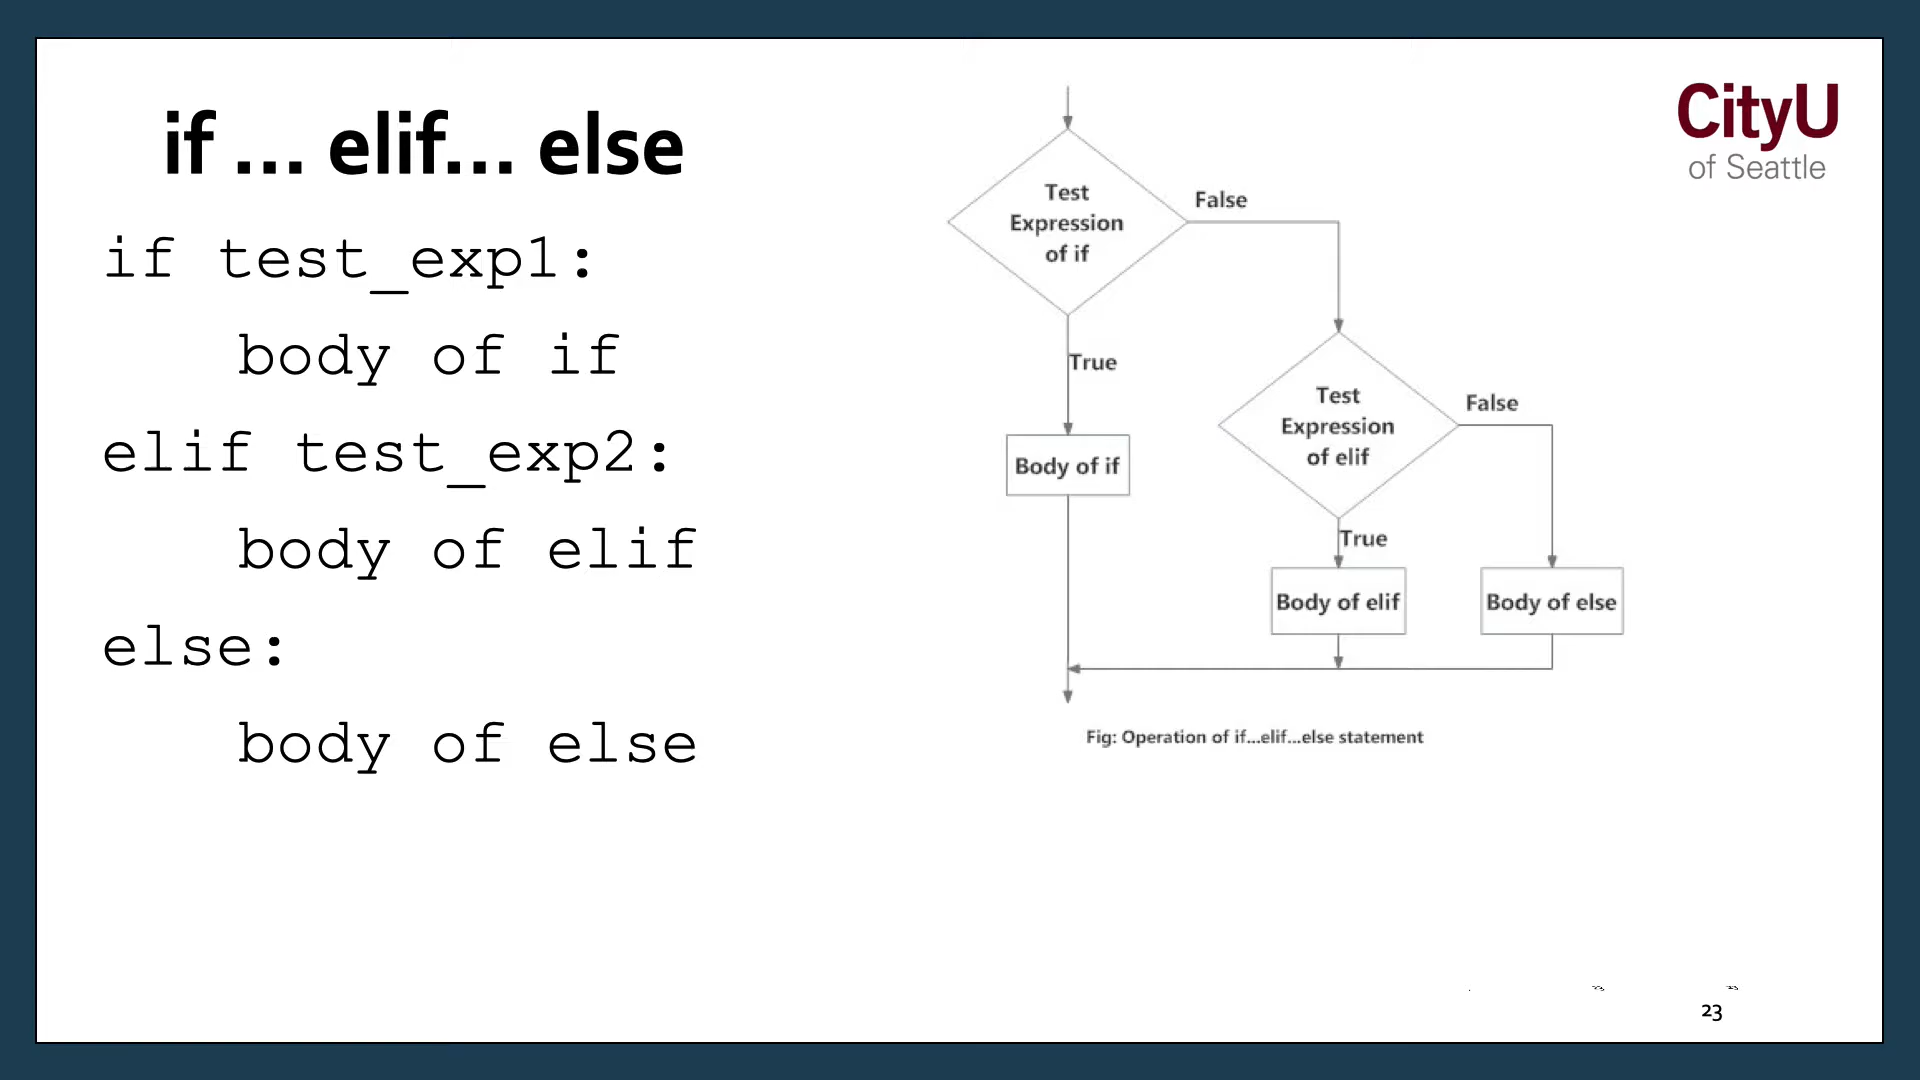 if ... elif... else
if test_exp1:
body of if
elif test_exp2:
body of elif
else:
body of else
CityU
of Seattle
Test
Expression
of if
False
True
Body of if
Test
Expression
of elif
False
True
Body of elif
Body of else
Fig: Operation of if...elif...else statement
23